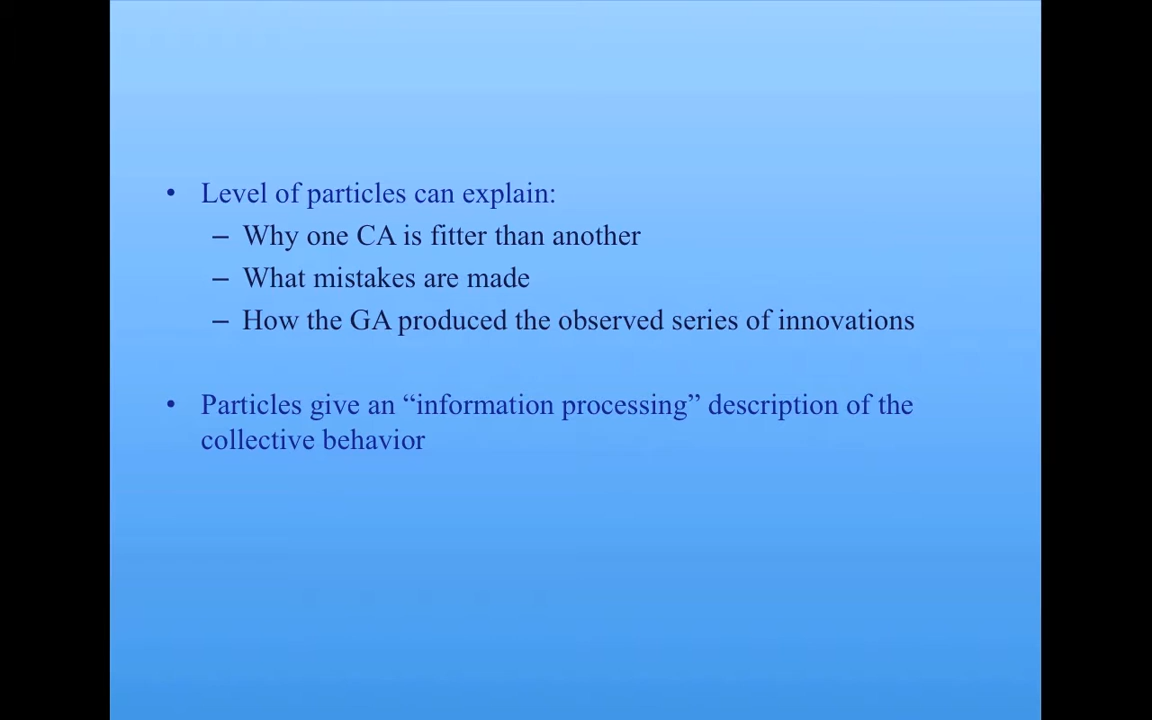 • Level of particles can explain:
– Why one CA is fitter than another
– What mistakes are made
– How the GA produced the observed series of innovations
• Particles give an “information processing” description of the
collective behavior